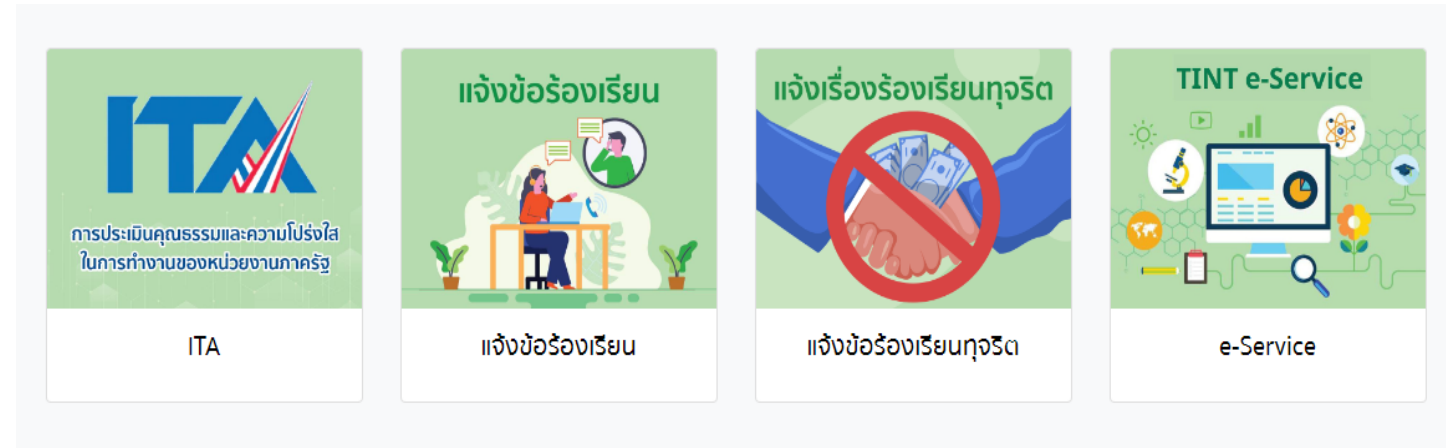 ITA
การประเมินคุณธรรมและความโปร่งใส
ในการทำงานของหน่วยงานภาครัฐ
ITA
แจ้งข้อร้องเรียน
แจ้งข้อร้องเรียน
แจ้งเรื่องร้องเรียนทุจริต
แจ้งข้อร้องเรียนทุจริต
TINT e-Service
e-Service